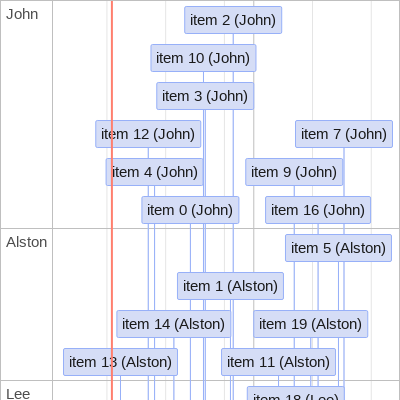 John
item 2 (John)
item 10 (John)
item 3 (John)
item 12 (John)
item 7 (John)
item 4 (John)
item 9 (John)
item 0 (John)
item 16 (John)
Alston
item 5 (Alston)
item 1 (Alston)
item 14 (Alston)
item 19 (Alston)
item 13 (Alston)
item 11 (Alston)
Lee
item 18 (Lee)